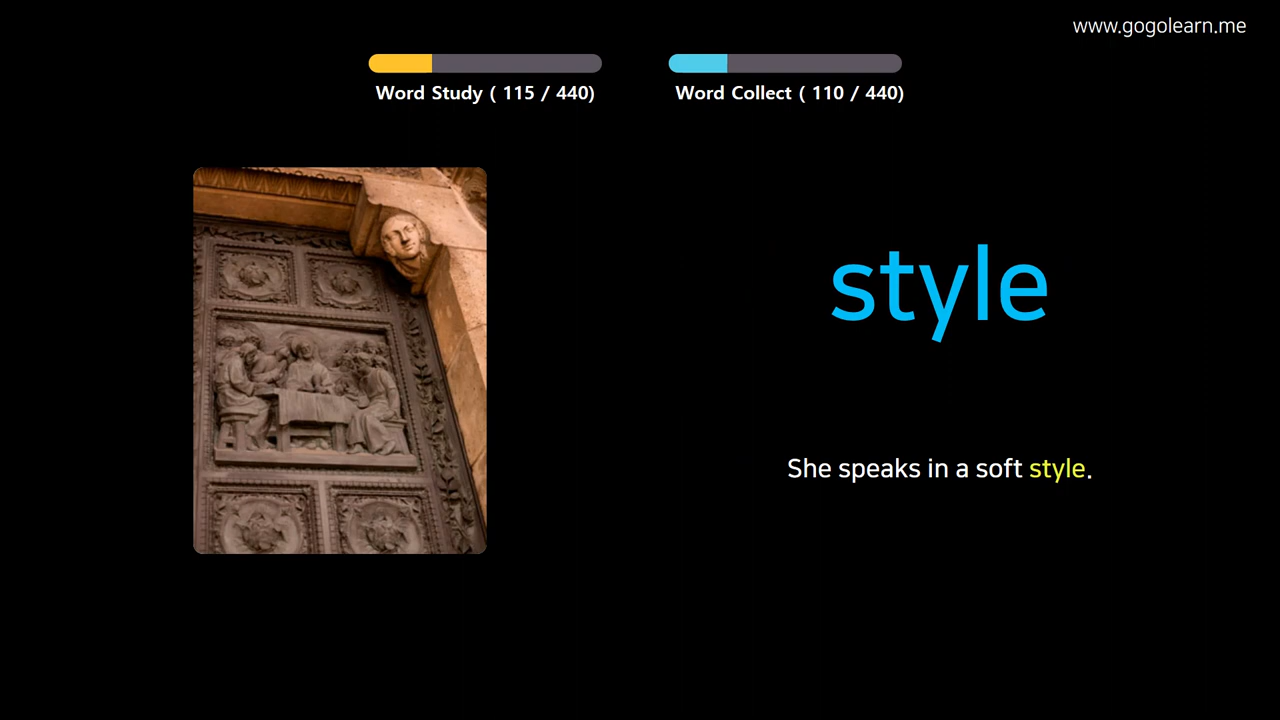 www.gogolearn.me
Word Study ( 115 / 440)
Word Collect ( 110 / 440)
style
She speaks in a soft style.